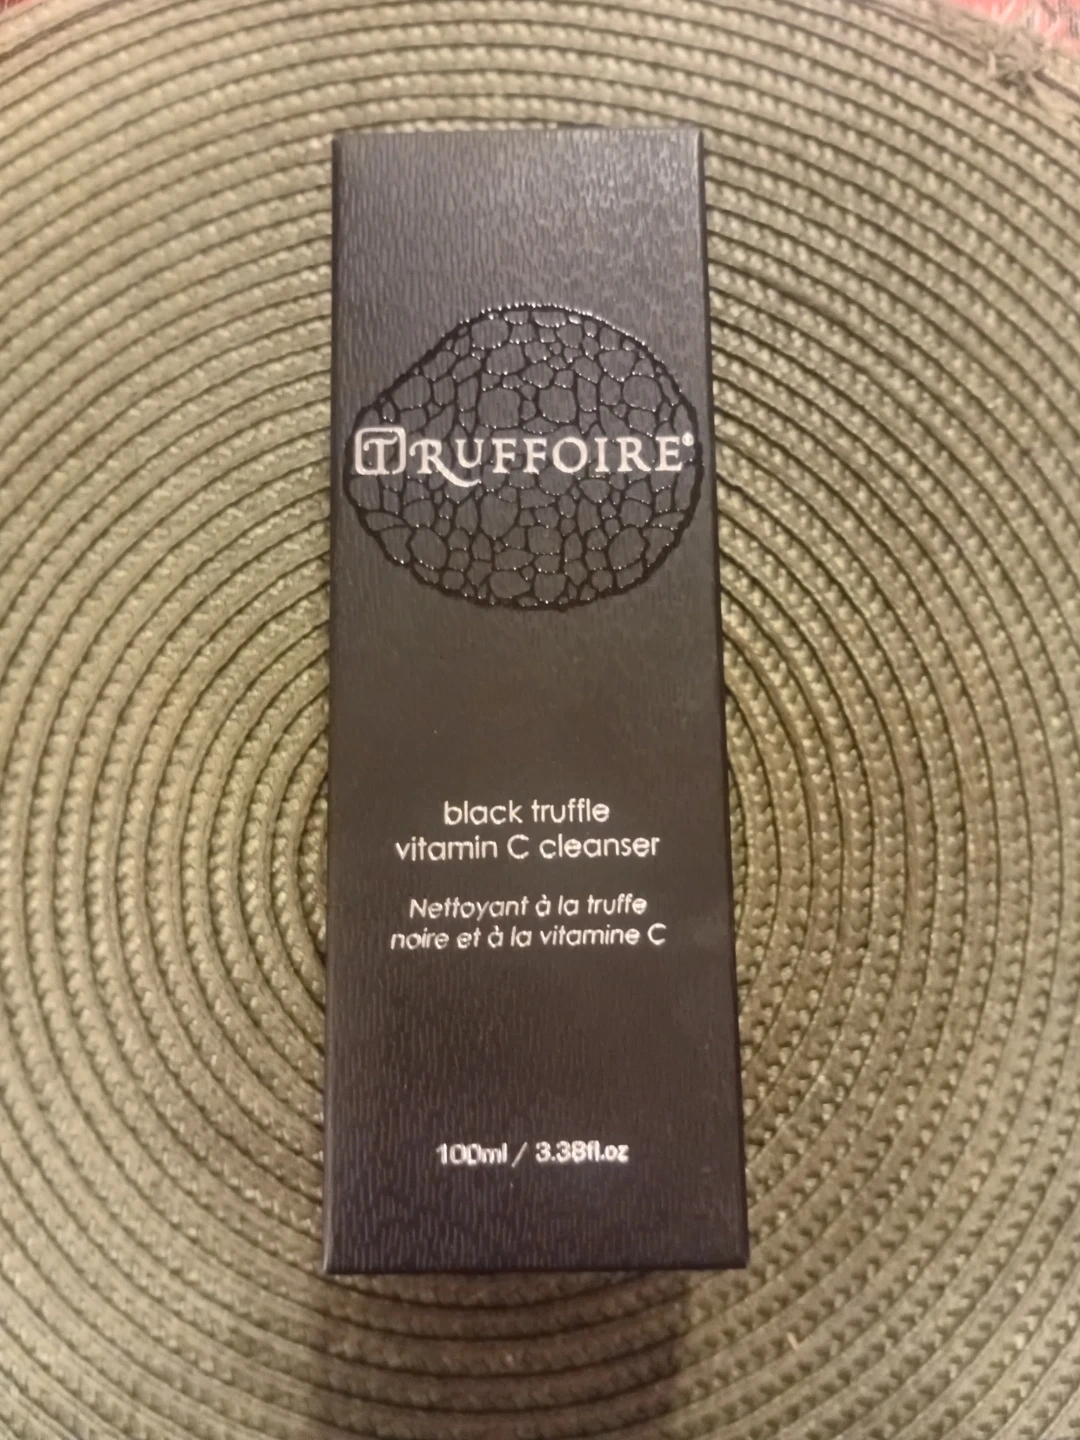 TRUFFOIRE®
black truffle
vitamin C cleanser
Nettoyant à la truffe
noire et à la vitamine C
100ml / 3.38fl.oz